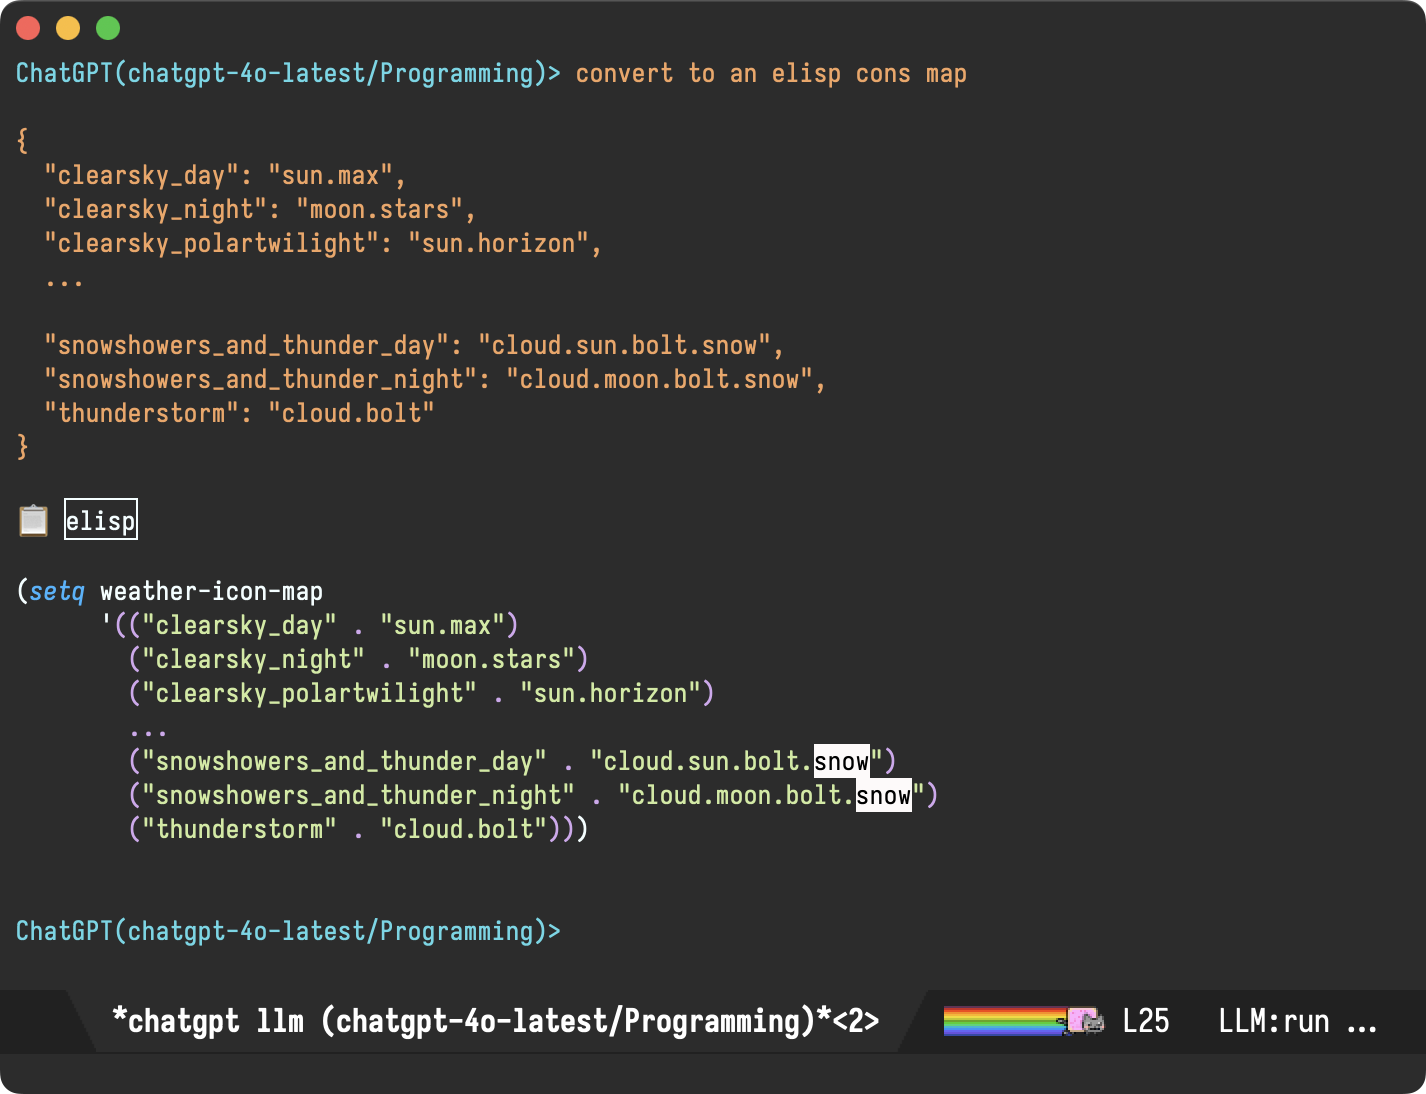 ChatGPT(chatgpt-4o-latest/Programming)> convert to an elisp cons map
{
"clearsky_day": "sun.max",
"clearsky_night": "moon.stars",
"clearsky_polartwilight": "sun.horizon",
...
"snowshowers_and_thunder_day": "cloud.sun.bolt.snow",
"snowshowers_and_thunder_night": "cloud.moon.bolt.snow",
"thunderstorm": "cloud.bolt"
}
elisp
(setq weather-icon-map
'(("clearsky_day" . "sun.max")
("clearsky_night" . "moon.stars")
("clearsky_polartwilight" . "sun.horizon")
...
("snowshowers_and_thunder_day" . "cloud.sun.bolt.snow")
("snowshowers_and_thunder_night" . "cloud.moon.bolt.snow")
("thunderstorm" . "cloud.bolt")))
ChatGPT(chatgpt-4o-latest/Programming)>
*chatgpt llm (chatgpt-4o-latest/Programming)*<2> L25 LLM:run ...